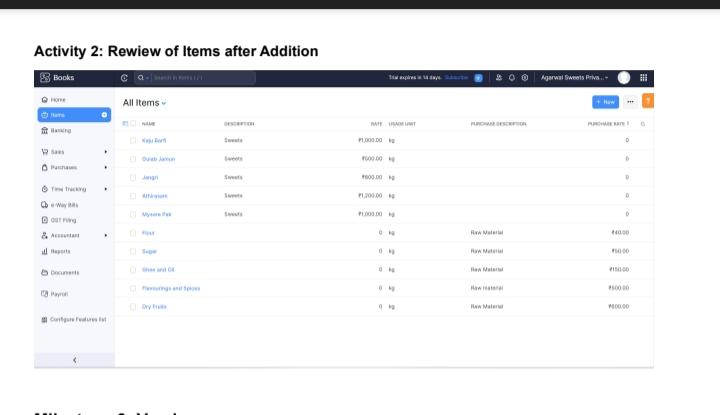 Activity 2: Rewiew of Items after Addition
Books
Search in Items ( / )
Trial expires in 14 days. Subscribe
Agarwal Sweets Priva...
Home
Items
Banking
Sales
Purchases
Time Tracking
e-Way Bills
GST Filing
Accountant
Reports
Documents
Payroll
Configure Features list
All Items
+ New
NAME DESCRIPTION RATE USAGE UNIT PURCHASE DESCRIPTION PURCHASE RATE
Kaju Barfi Sweets ₹1,000.00 kg 0
Gulab Jamun Sweets ₹500.00 kg 0
Jangri Sweets ₹600.00 kg 0
Athirasam Sweets ₹1,200.00 kg 0
Mysore Pak Sweets ₹1,000.00 kg 0
Flour 0 kg Raw Material ₹40.00
Sugar 0 kg Raw Material ₹50.00
Ghee and Oil 0 kg Raw Material ₹150.00
Flavourings and Spices 0 kg Raw material ₹500.00
Dry Fruits 0 kg Raw Material ₹600.00